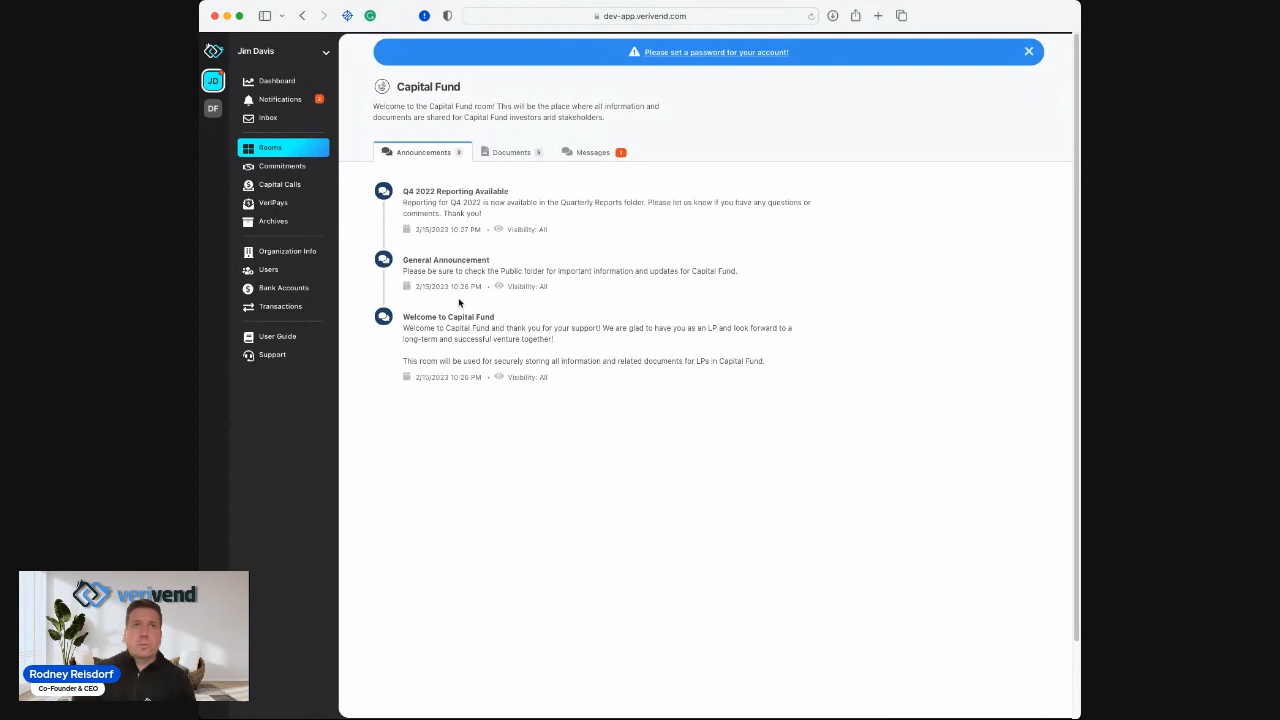 dev-app.verivend.com
Please set a password for your account!
Jim Davis
JD
DF
Dashboard
Notifications 2
Inbox
Rooms
Commitments
Capital Calls
VeriPays
Archives
Organization Info
Users
Bank Accounts
Transactions
User Guide
Support
Capital Fund
Welcome to the Capital Fund room! This will be the place where all information and
documents are shared for Capital Fund investors and stakeholders.
Announcements 3 Documents 5 Messages 1
Q4 2022 Reporting Available
Reporting for Q4 2022 is now available in the Quarterly Reports folder. Please let us know if you have any questions or
comments. Thank you!
2/15/2023 10:27 PM • Visibility: All
General Announcement
Please be sure to check the Public folder for important information and updates for Capital Fund.
2/15/2023 10:26 PM • Visibility: All
Welcome to Capital Fund
Welcome to Capital Fund and thank you for your support! We are glad to have you as an LP and look forward to a
long-term and successful venture together!
This room will be used for securely storing all information and related documents for LPs in Capital Fund.
2/15/2023 10:26 PM • Visibility: All
verivend
Rodney Reisdorf
Co-Founder & CEO